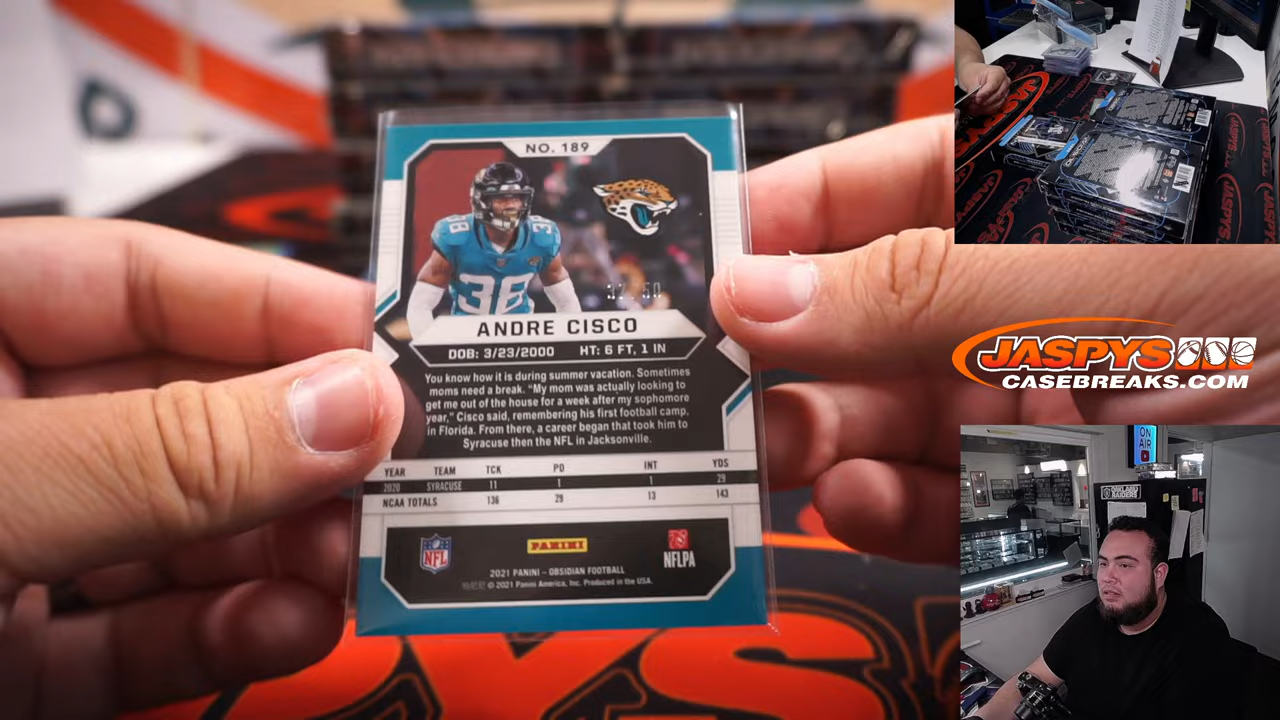 NO. 189
38
36
ANDRE CISCO
DOB: 3/23/2000 HT: 6 FT, 1 IN
You know how it is during summer vacation. Sometimes
moms need a break. "My mom was actually looking to
get me out of the house for a week after my sophomore
year," Cisco said, remembering his first football camp,
in Florida. From there, a career began that took him to
Syracuse then the NFL in Jacksonville.
YEAR TEAM TCK PD INT YDS
2020 SYRACUSE 11 1 1 29
NCAA TOTALS 136 29 13 143
NFL
PANINI
NFLPA
2021 PANINI – OBSIDIAN FOOTBALL
© 2021 Panini America, Inc. Produced in the USA.
JASPYS
CASEBREAKS.COM
ON
AIR
OAKLAND
RAIDERS